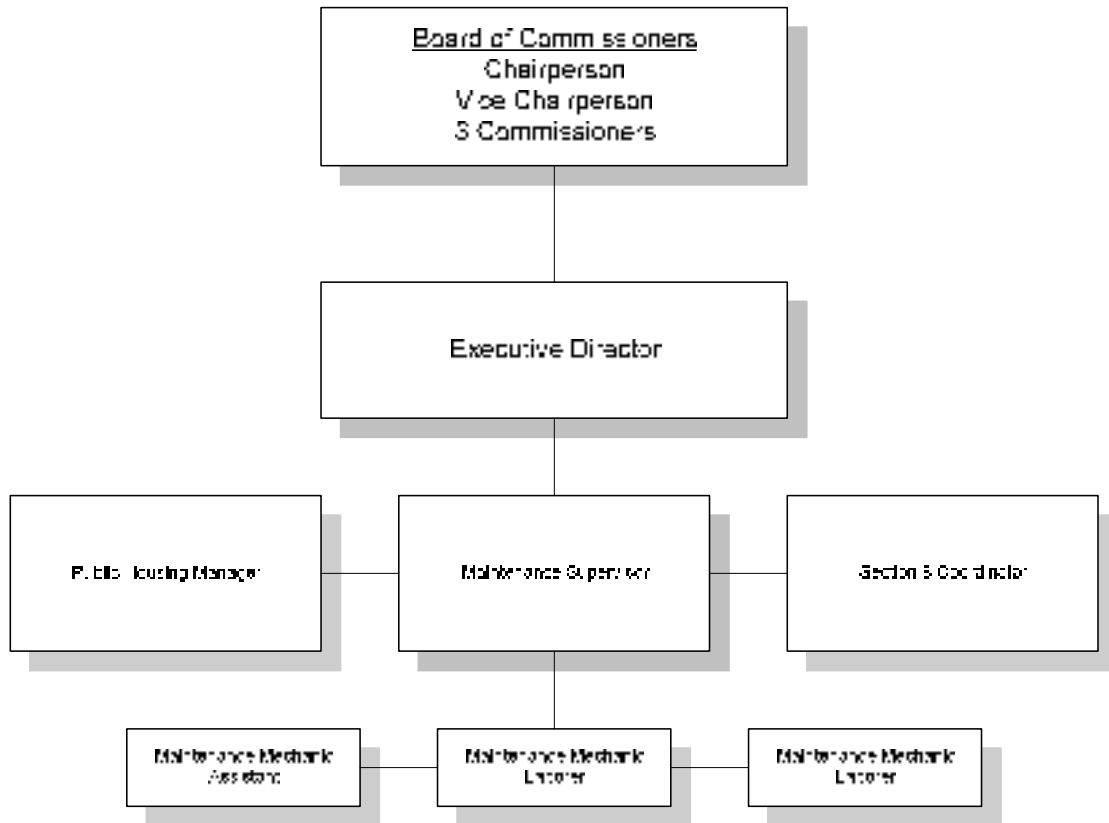 Board of Commissioners
Chairperson
Vice Chairperson
3 Commissioners
Executive Director
Public Housing Manager
Maintenance Supervisor
Section 8 Coordinator
Maintenance Mechanic
Assistant
Maintenance Mechanic
Laborer
Maintenance Mechanic
Laborer